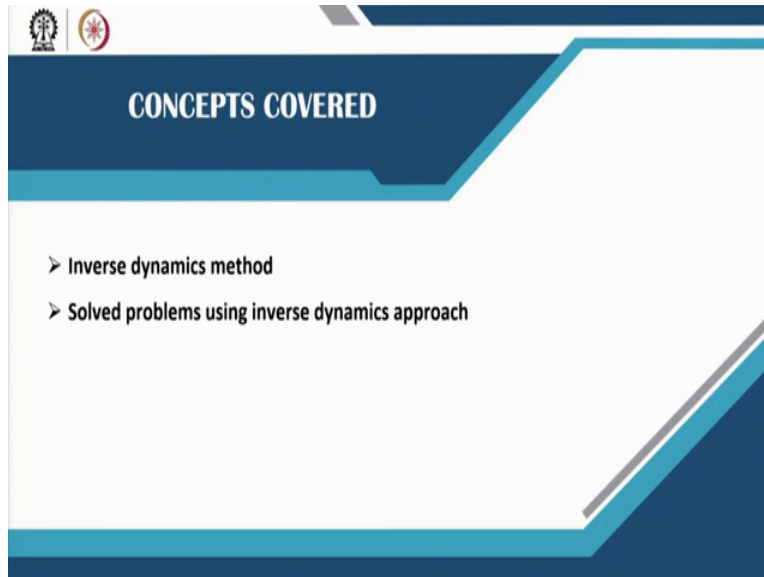 CONCEPTS COVERED
➤ Inverse dynamics method
➤ Solved problems using inverse dynamics approach